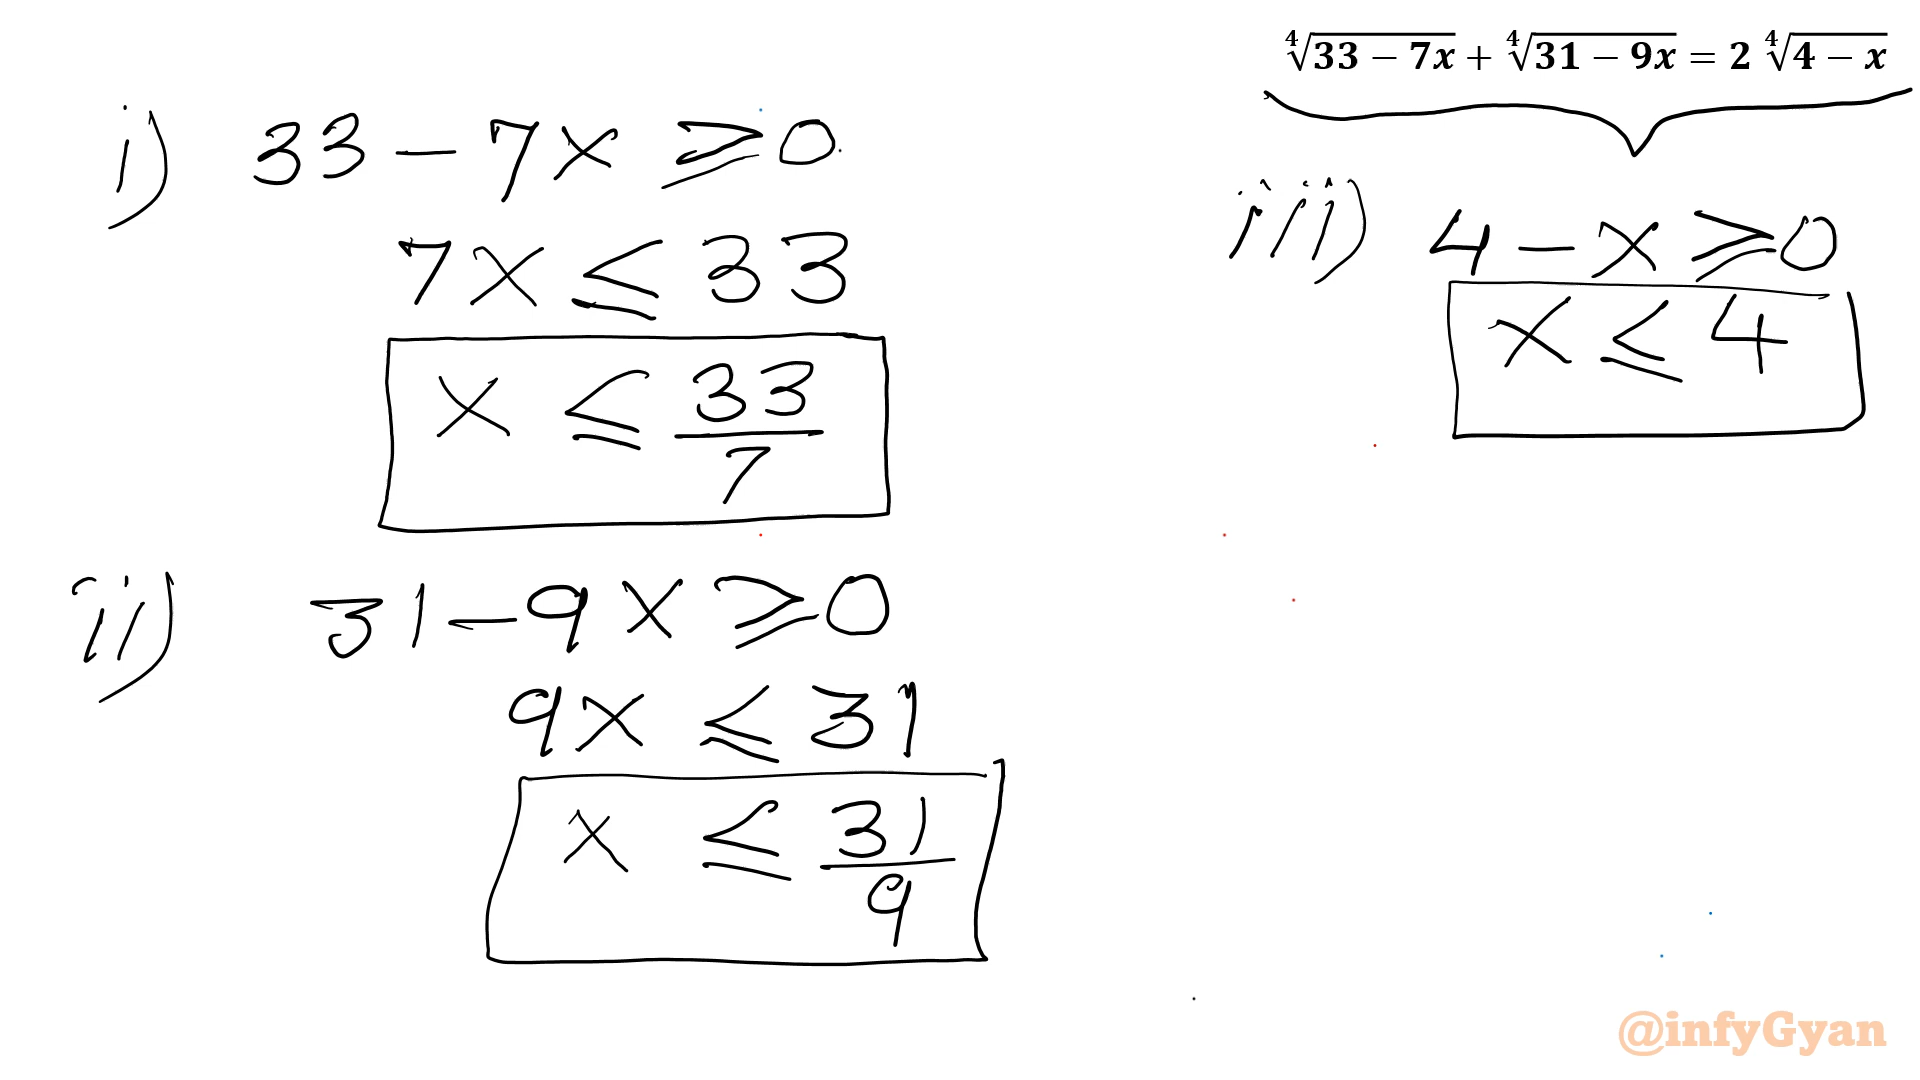 ∜(33 − 7x) + ∜(31 − 9x) = 2 ∜(4 − x)
i) 33 − 7x ≥ 0
7x ≤ 33
x ≤ 33/7
ii) 31 − 9x ≥ 0
9x ≤ 31
x ≤ 31/9
iii) 4 − x ≥ 0
x ≤ 4
@infyGyan